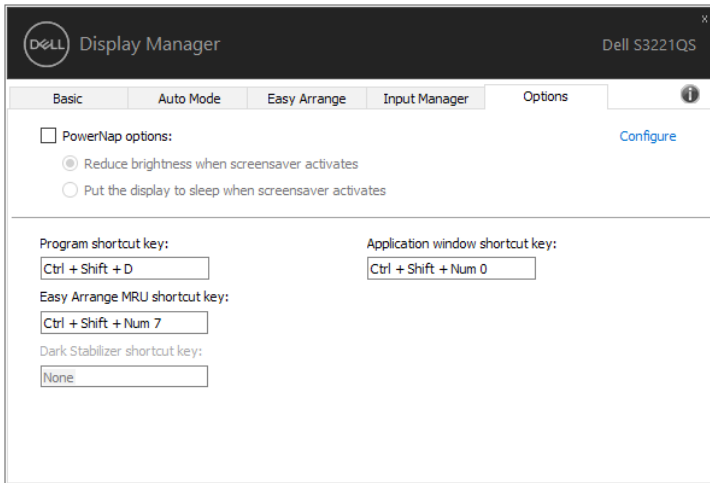 x
DELL Display Manager Dell S3221QS
Basic Auto Mode Easy Arrange Input Manager Options i
PowerNap options: Configure
Reduce brightness when screensaver activates
Put the display to sleep when screensaver activates
Program shortcut key: Application window shortcut key:
Ctrl + Shift + D Ctrl + Shift + Num 0
Easy Arrange MRU shortcut key:
Ctrl + Shift + Num 7
Dark Stabilizer shortcut key:
None